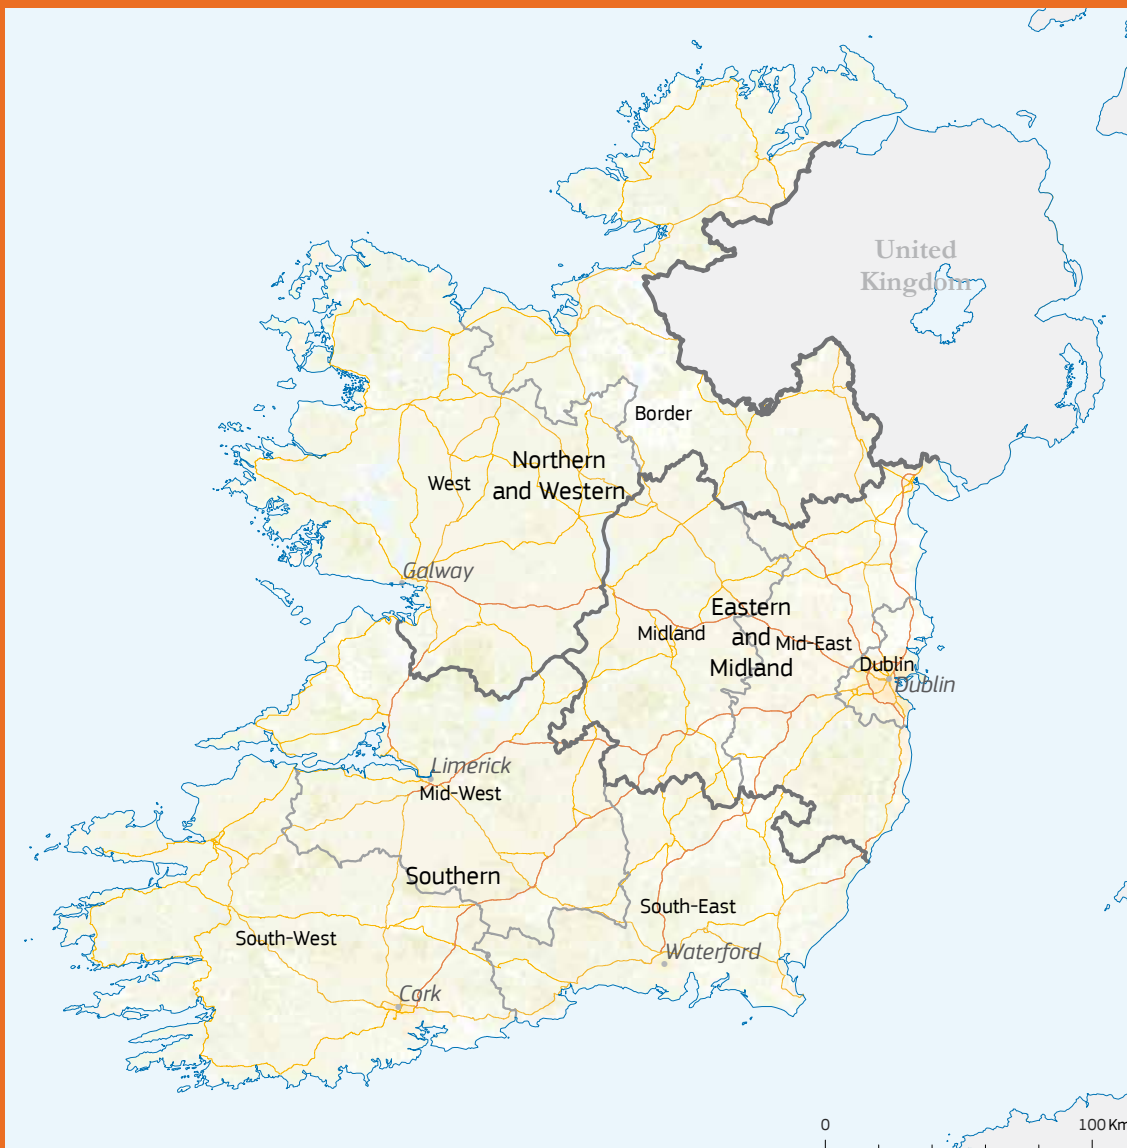 United
Kingdom
Border
Northern
and Western
West
Galway
Eastern
and
Midland
Midland
Mid-East
Dublin
Dublin
Limerick
Mid-West
Southern
South-East
South-West
Waterford
Cork
0
100 Km